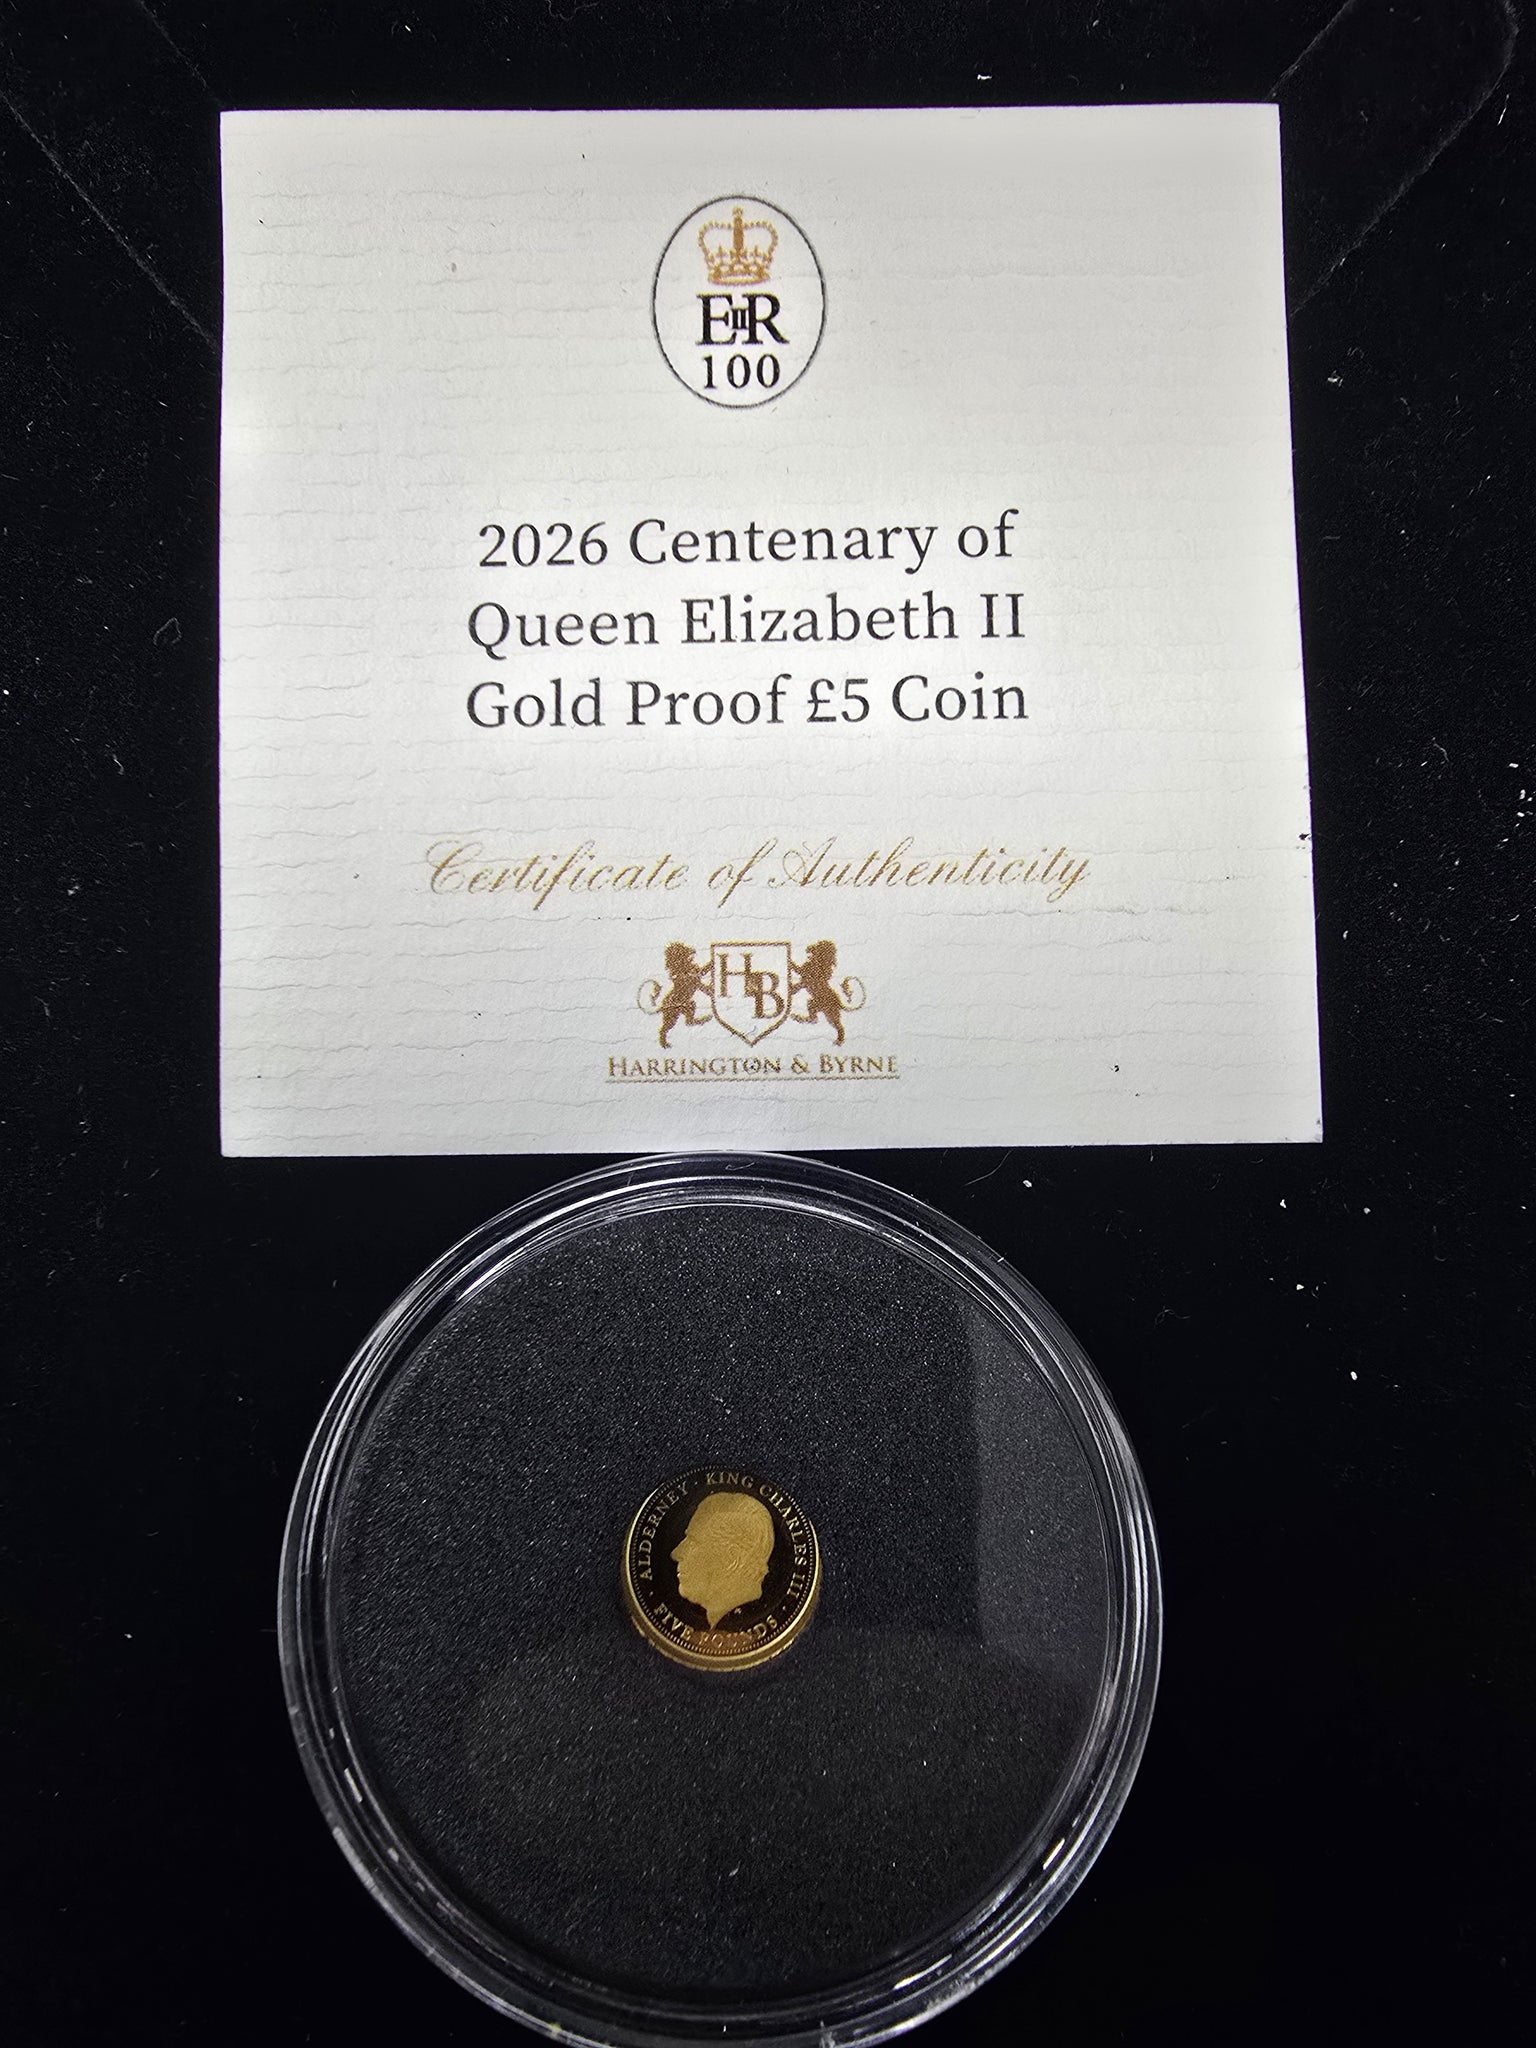 EIIR
100
2026 Centenary of
Queen Elizabeth II
Gold Proof £5 Coin
Certificate of Authenticity
HB
HARRINGTON & BYRNE
ALDERNEY · KING CHARLES III ·
FIVE POUNDS ·